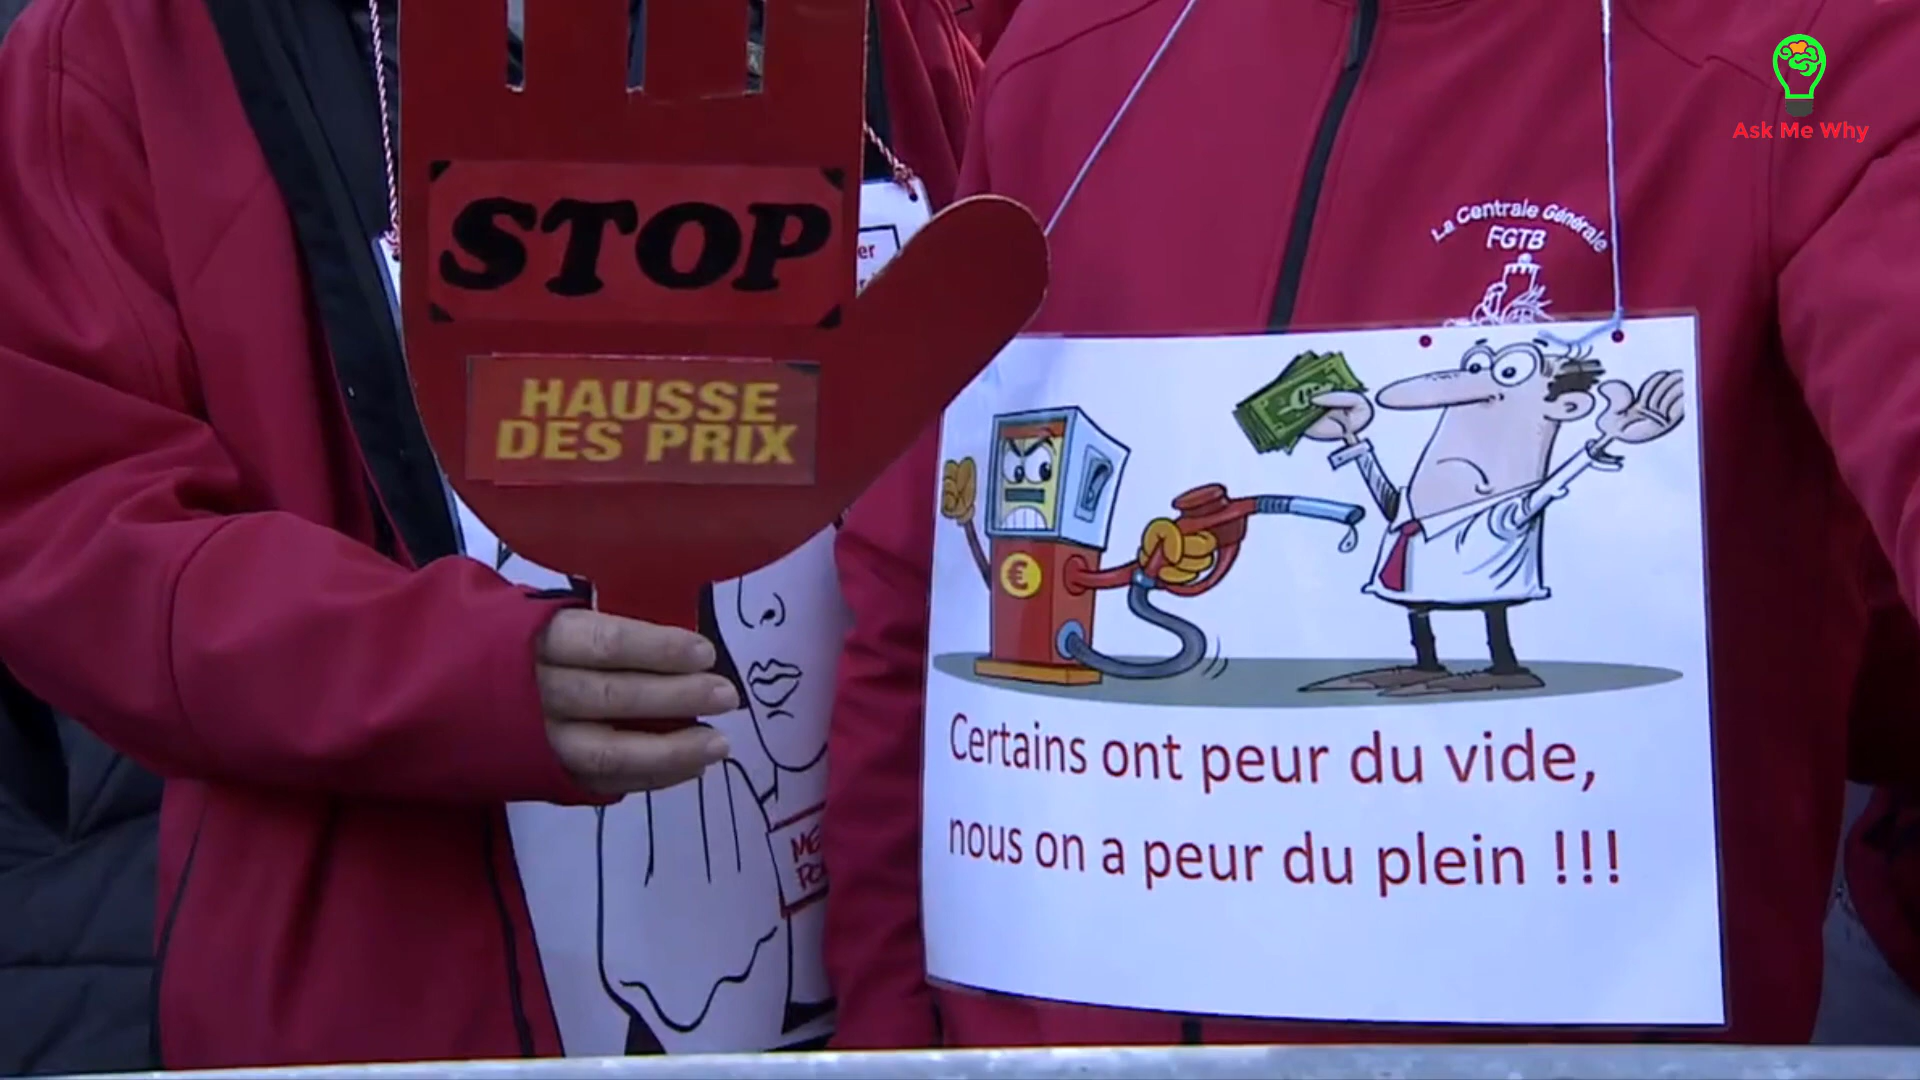 Ask Me Why
STOP
HAUSSE
DES PRIX
er
La Centrale Générale
FGTB
€
Certains ont peur du vide,
nous on a peur du plein !!!